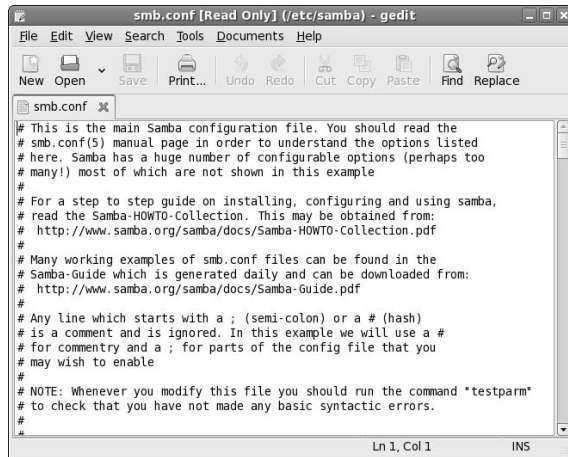 smb.conf [Read Only] (/etc/samba) - gedit
File Edit View Search Tools Documents Help
New Open Save Print... Undo Redo Cut Copy Paste Find Replace
smb.conf
# This is the main Samba configuration file. You should read the
# smb.conf(5) manual page in order to understand the options listed
# here. Samba has a huge number of configurable options (perhaps too
# many!) most of which are not shown in this example
#
# For a step to step guide on installing, configuring and using samba,
# read the Samba-HOWTO-Collection. This may be obtained from:
#  http://www.samba.org/samba/docs/Samba-HOWTO-Collection.pdf
#
# Many working examples of smb.conf files can be found in the
# Samba-Guide which is generated daily and can be downloaded from:
#  http://www.samba.org/samba/docs/Samba-Guide.pdf
#
# Any line which starts with a ; (semi-colon) or a # (hash)
# is a comment and is ignored. In this example we will use a #
# for commentry and a ; for parts of the config file that you
# may wish to enable
#
# NOTE: Whenever you modify this file you should run the command "testparm"
# to check that you have not made any basic syntactic errors.
#
#
Ln 1, Col 1 INS